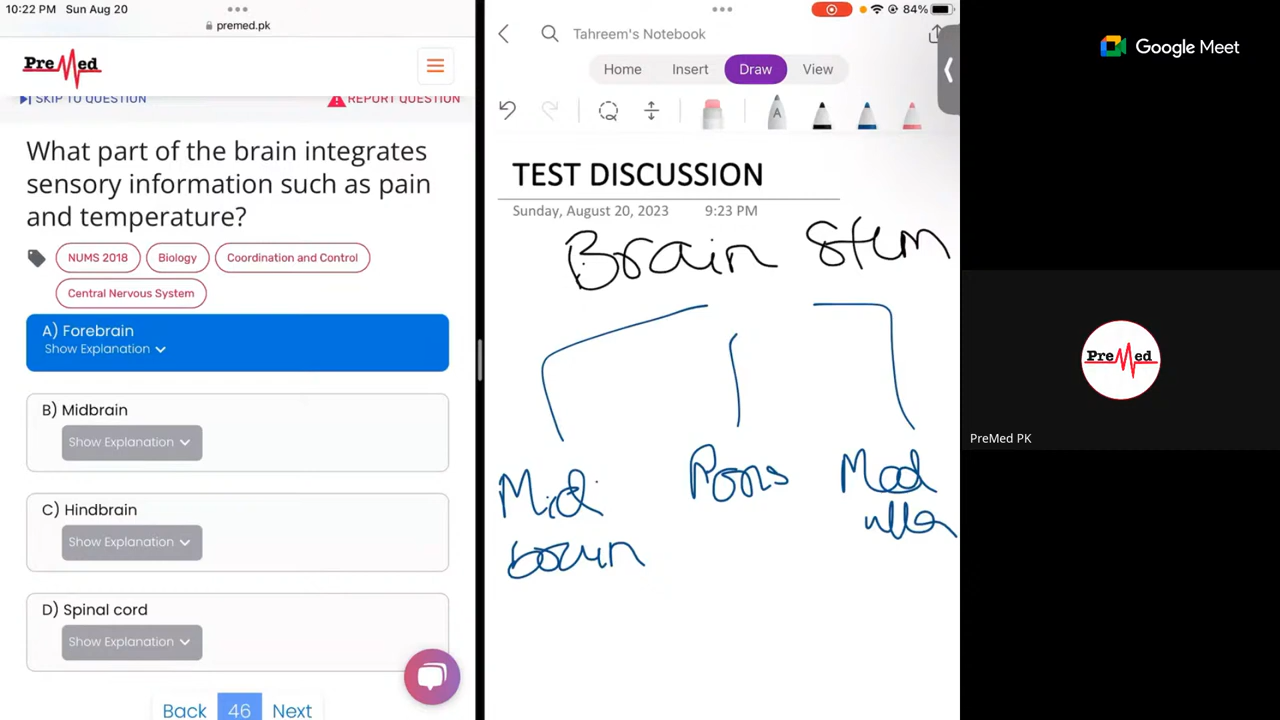 10:22 PM Sun Aug 20
premed.pk
PreMed
SKIP TO QUESTION
REPORT QUESTION
What part of the brain integrates
sensory information such as pain
and temperature?
NUMS 2018
Biology
Coordination and Control
Central Nervous System
A) Forebrain
Show Explanation
B) Midbrain
Show Explanation
C) Hindbrain
Show Explanation
D) Spinal cord
Show Explanation
Back 46 Next
84%
Tahreem's Notebook
Home Insert Draw View
A
TEST DISCUSSION
Sunday, August 20, 2023 9:23 PM
Brain Stem
Mid
brain
Pons
Med
ulla
Google Meet
PreMed
PreMed PK